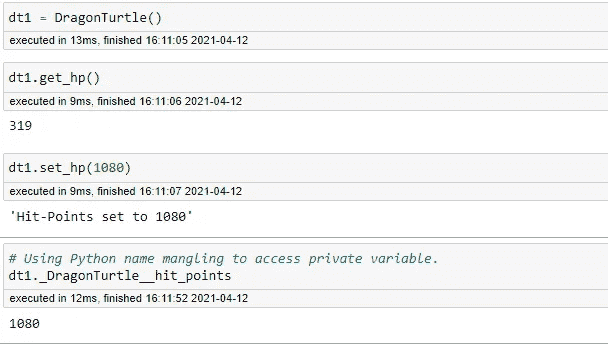 dt1 = DragonTurtle()
executed in 13ms, finished 16:11:05 2021-04-12
dt1.get_hp()
executed in 9ms, finished 16:11:06 2021-04-12
319
dt1.set_hp(1080)
executed in 9ms, finished 16:11:07 2021-04-12
'Hit-Points set to 1080'
# Using Python name mangling to access private variable.
dt1._DragonTurtle__hit_points
executed in 12ms, finished 16:11:52 2021-04-12
1080